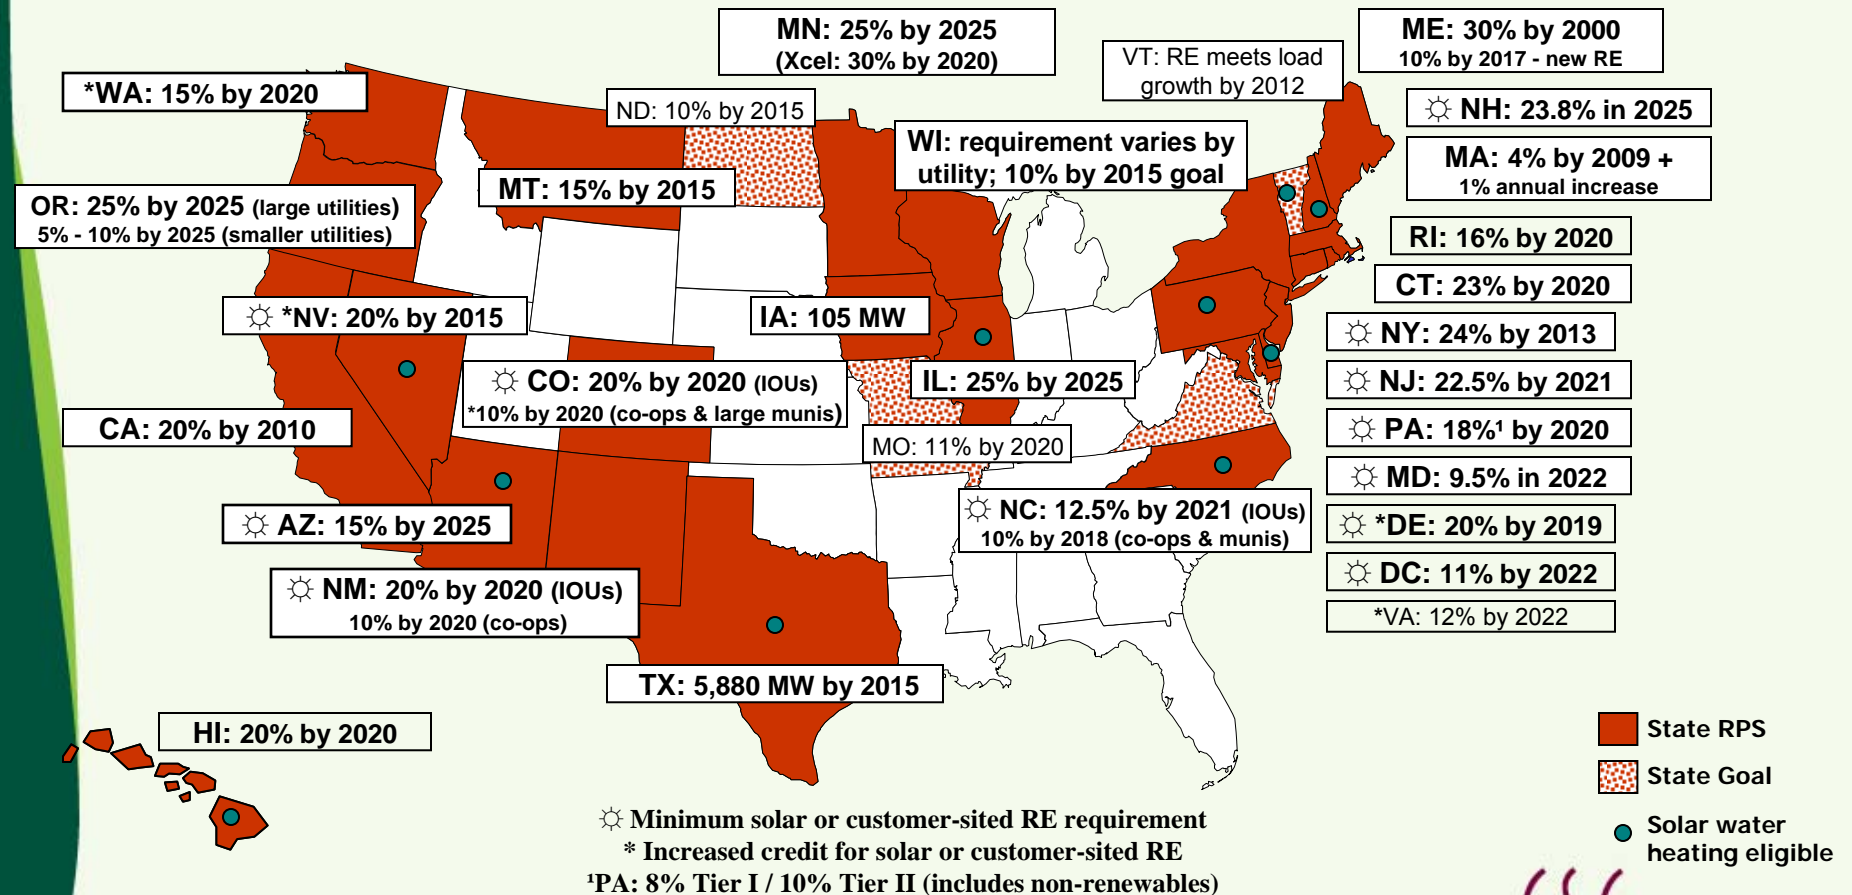 MN: 25% by 2025
(Xcel: 30% by 2020)
ME: 30% by 2000
10% by 2017 - new RE
VT: RE meets load
growth by 2012
*WA: 15% by 2020
ND: 10% by 2015
☼ NH: 23.8% in 2025
WI: requirement varies by
utility; 10% by 2015 goal
MA: 4% by 2009 +
1% annual increase
MT: 15% by 2015
OR: 25% by 2025 (large utilities)
5% - 10% by 2025 (smaller utilities)
RI: 16% by 2020
CT: 23% by 2020
☼ *NV: 20% by 2015
IA: 105 MW
☼ NY: 24% by 2013
☼ CO: 20% by 2020 (IOUs)
*10% by 2020 (co-ops & large munis)
IL: 25% by 2025
☼ NJ: 22.5% by 2021
CA: 20% by 2010
MO: 11% by 2020
☼ PA: 18%¹ by 2020
☼ MD: 9.5% in 2022
☼ AZ: 15% by 2025
☼ NC: 12.5% by 2021 (IOUs)
10% by 2018 (co-ops & munis)
☼ *DE: 20% by 2019
☼ DC: 11% by 2022
☼ NM: 20% by 2020 (IOUs)
10% by 2020 (co-ops)
*VA: 12% by 2022
TX: 5,880 MW by 2015
HI: 20% by 2020
State RPS
State Goal
Solar water
heating eligible
☼ Minimum solar or customer-sited RE requirement
* Increased credit for solar or customer-sited RE
¹PA: 8% Tier I / 10% Tier II (includes non-renewables)